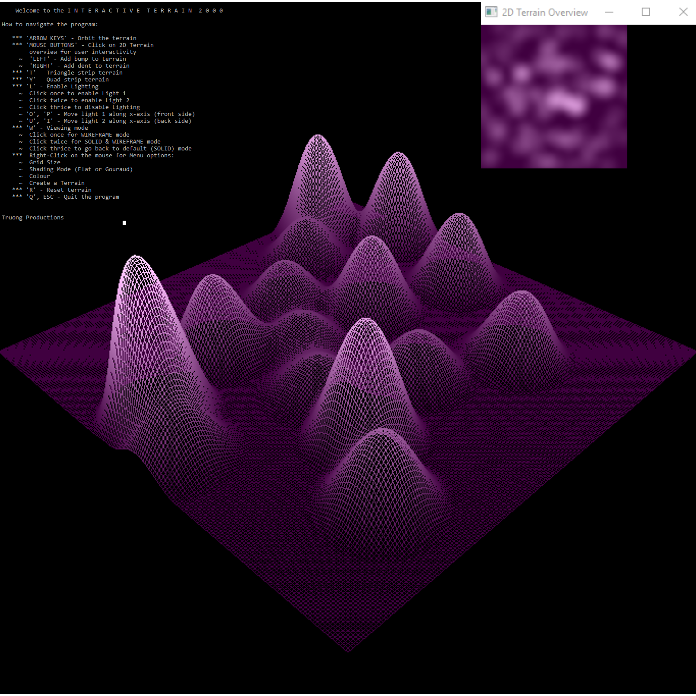 Welcome to the I N T E R A C T I V E  T E R R A I N  2 0 0 0
How to navigate the program:
*** 'ARROW KEYS' - Orbit the terrain
*** 'MOUSE BUTTONS' - Click on 2D Terrain
overview for user interactivity
~ 'LEFT' - Add bump to terrain
~ 'RIGHT' - Add dent to terrain
*** 'T' - Triangle strip terrain
*** 'Y' - Quad strip terrain
*** 'L' - Enable Lighting
~ Click once to enable Light 1
~ Click twice to enable Light 2
~ Click thrice to disable lighting
~ 'O', 'P' - Move light 1 along x-axis (front side)
~ 'U', 'I' - Move light 2 along x-axis (back side)
*** 'W' - Viewing mode
~ Click once for WIREFRAME mode
~ Click twice for SOLID & WIREFRAME mode
~ Click thrice to go back to default (SOLID) mode
*** Right-Click on the mouse for Menu options:
~ Grid Size
~ Shading Mode (Flat or Gouraud)
~ Colour
~ Create a Terrain
*** 'R' - Reset terrain
*** 'Q', ESC - Quit the program
Truong Productions
2D Terrain Overview